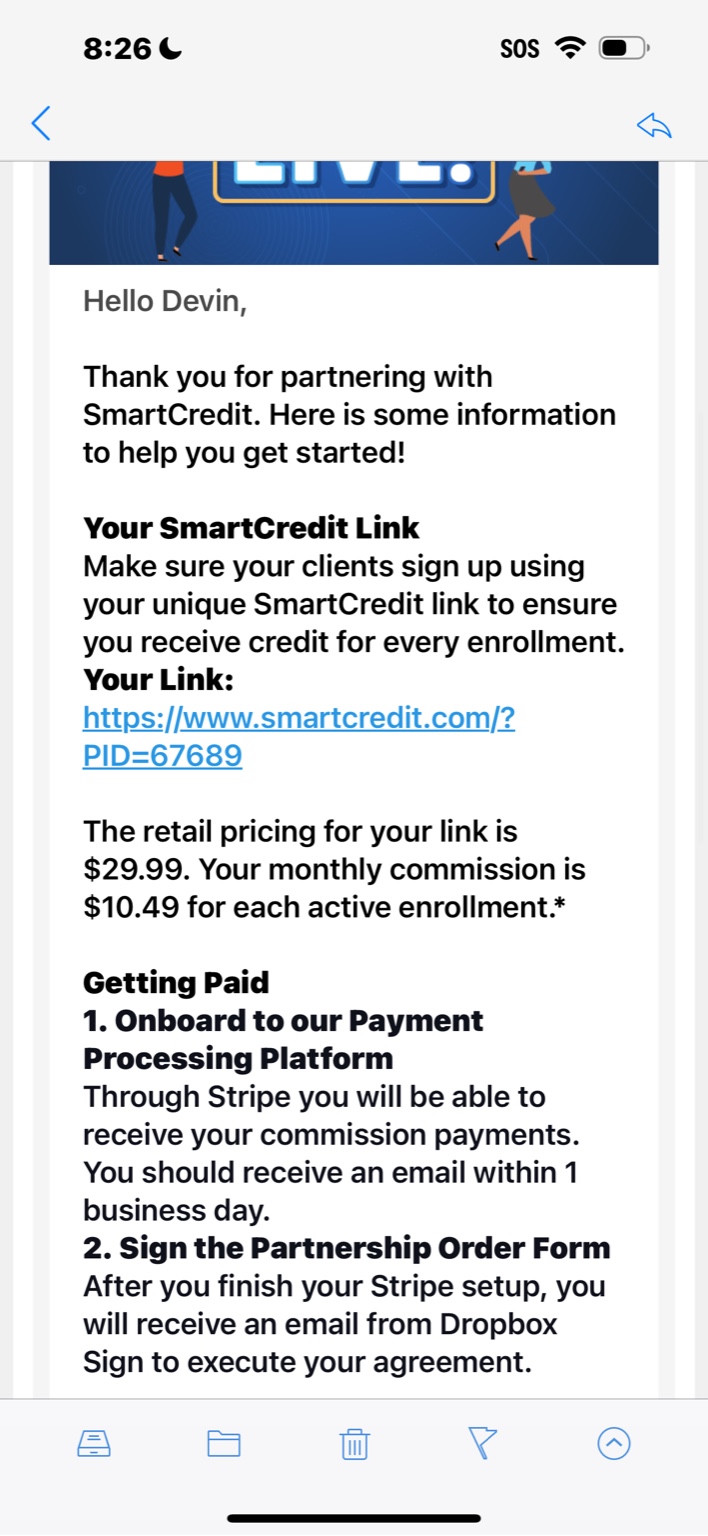 8:26
SOS
LIVE!
Hello Devin,
Thank you for partnering with
SmartCredit. Here is some information
to help you get started!
Your SmartCredit Link
Make sure your clients sign up using
your unique SmartCredit link to ensure
you receive credit for every enrollment.
Your Link:
https://www.smartcredit.com/?
PID=67689
The retail pricing for your link is
$29.99. Your monthly commission is
$10.49 for each active enrollment.*
Getting Paid
1. Onboard to our Payment
Processing Platform
Through Stripe you will be able to
receive your commission payments.
You should receive an email within 1
business day.
2. Sign the Partnership Order Form
After you finish your Stripe setup, you
will receive an email from Dropbox
Sign to execute your agreement.